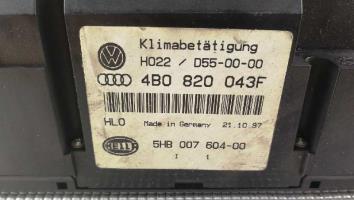 Klimabetätigung
H022 / D55-00-00
4B0 820 043F
HLO Made in Germany 21.10.97
HELLA 5HB 007 604-00
I 1